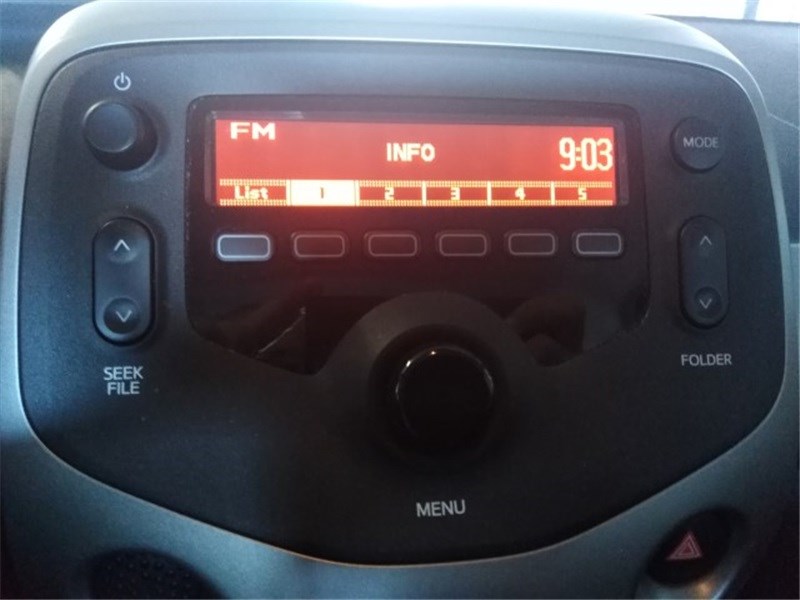 FM
INFO
9:03
MODE
List 1 2 3 4 5
SEEK
FILE
FOLDER
MENU